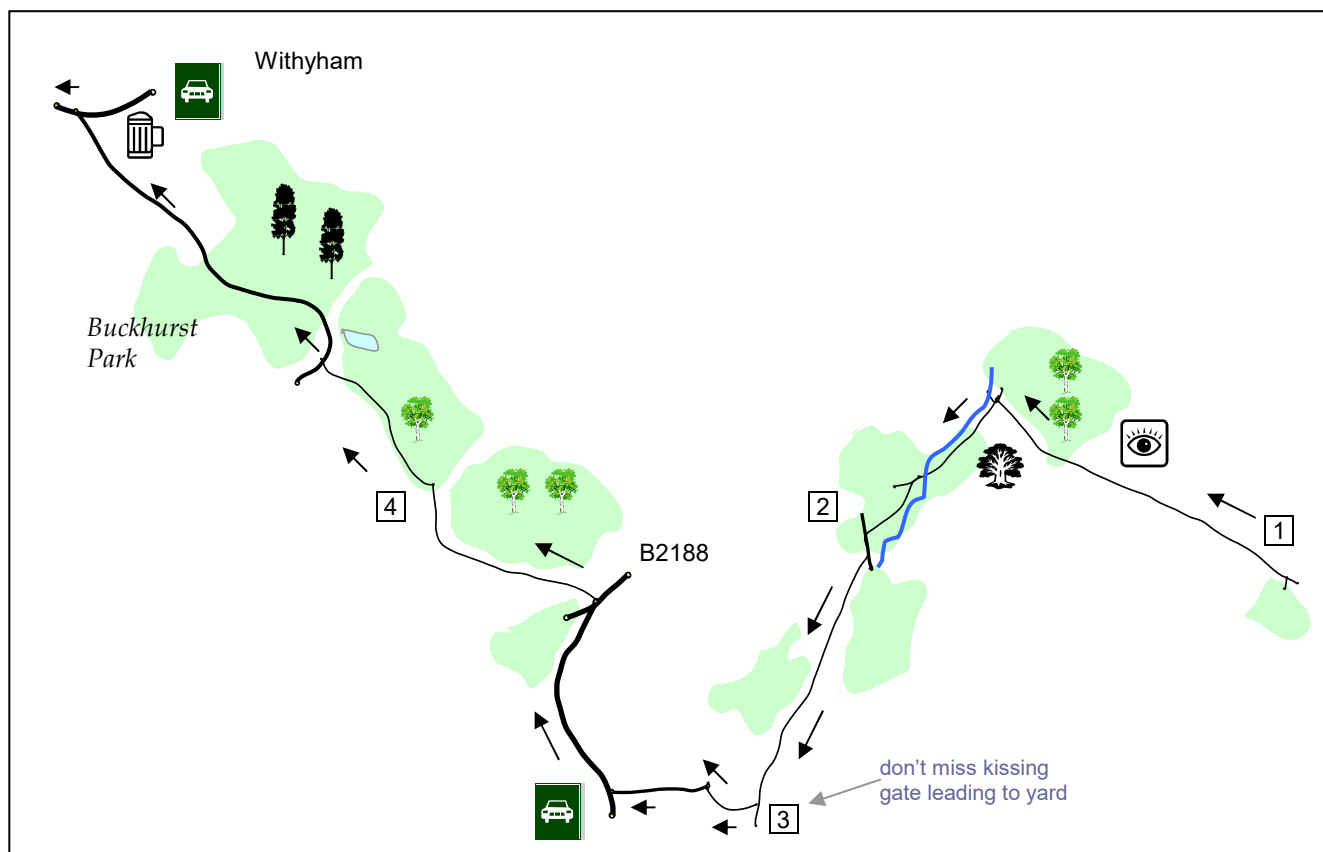 Withyham
Buckhurst
Park
1
2
4
B2188
don’t miss kissing
gate leading to yard
3